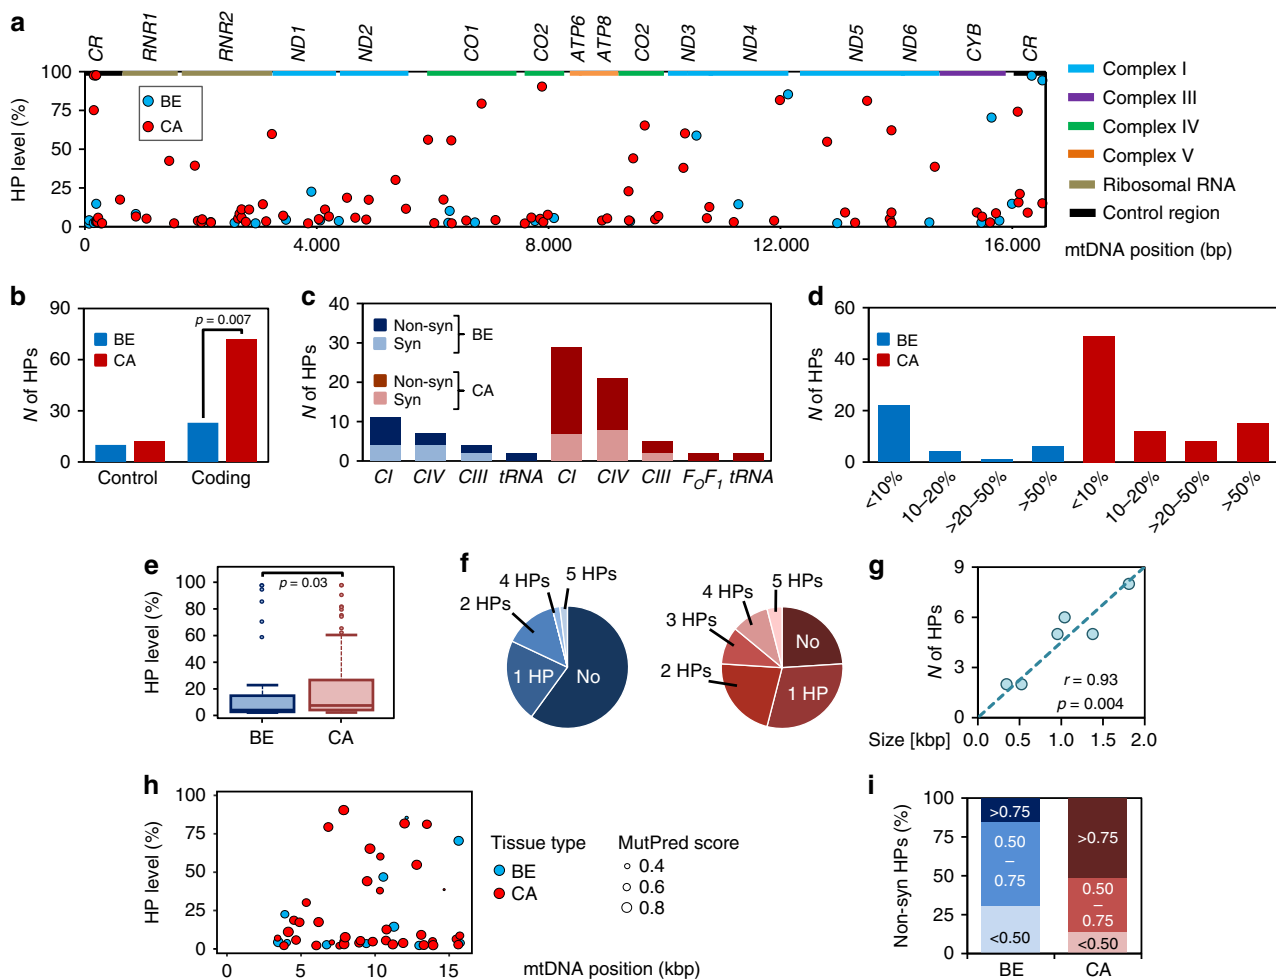 a
CR
RNR1
RNR2
ND1
ND2
CO1
CO2
ATP6
ATP8
CO2
ND3
ND4
ND5
ND6
CYB
CR
HP level (%)
100
75
50
25
0
BE
CA
0
4.000
8.000
12.000
16.000
mtDNA position (bp)
Complex I
Complex III
Complex IV
Complex V
Ribosomal RNA
Control region
b
N of HPs
90
60
30
0
BE
CA
p = 0.007
Control
Coding
c
N of HPs
40
30
20
10
0
Non-syn
Syn
BE
Non-syn
Syn
CA
CI
CIV
CIII
tRNA
CI
CIV
CIII
FOF1
tRNA
d
N of HPs
60
40
20
0
BE
CA
<10%
10–20%
>20–50%
>50%
<10%
10–20%
>20–50%
>50%
e
HP level (%)
100
80
60
40
20
0
p = 0.03
BE
CA
f
5 HPs
4 HPs
2 HPs
1 HP
No
5 HPs
4 HPs
3 HPs
2 HPs
No
1 HP
g
N of HPs
9
6
3
0
r = 0.93
p = 0.004
Size [kbp]
0.0
0.5
1.0
1.5
2.0
h
HP level (%)
100
75
50
25
0
0
5
10
15
mtDNA position (kbp)
Tissue type
BE
CA
MutPred score
0.4
0.6
0.8
i
Non-syn HPs (%)
100
75
50
25
0
>0.75
0.50
–
0.75
<0.50
>0.75
0.50
–
0.75
<0.50
BE
CA